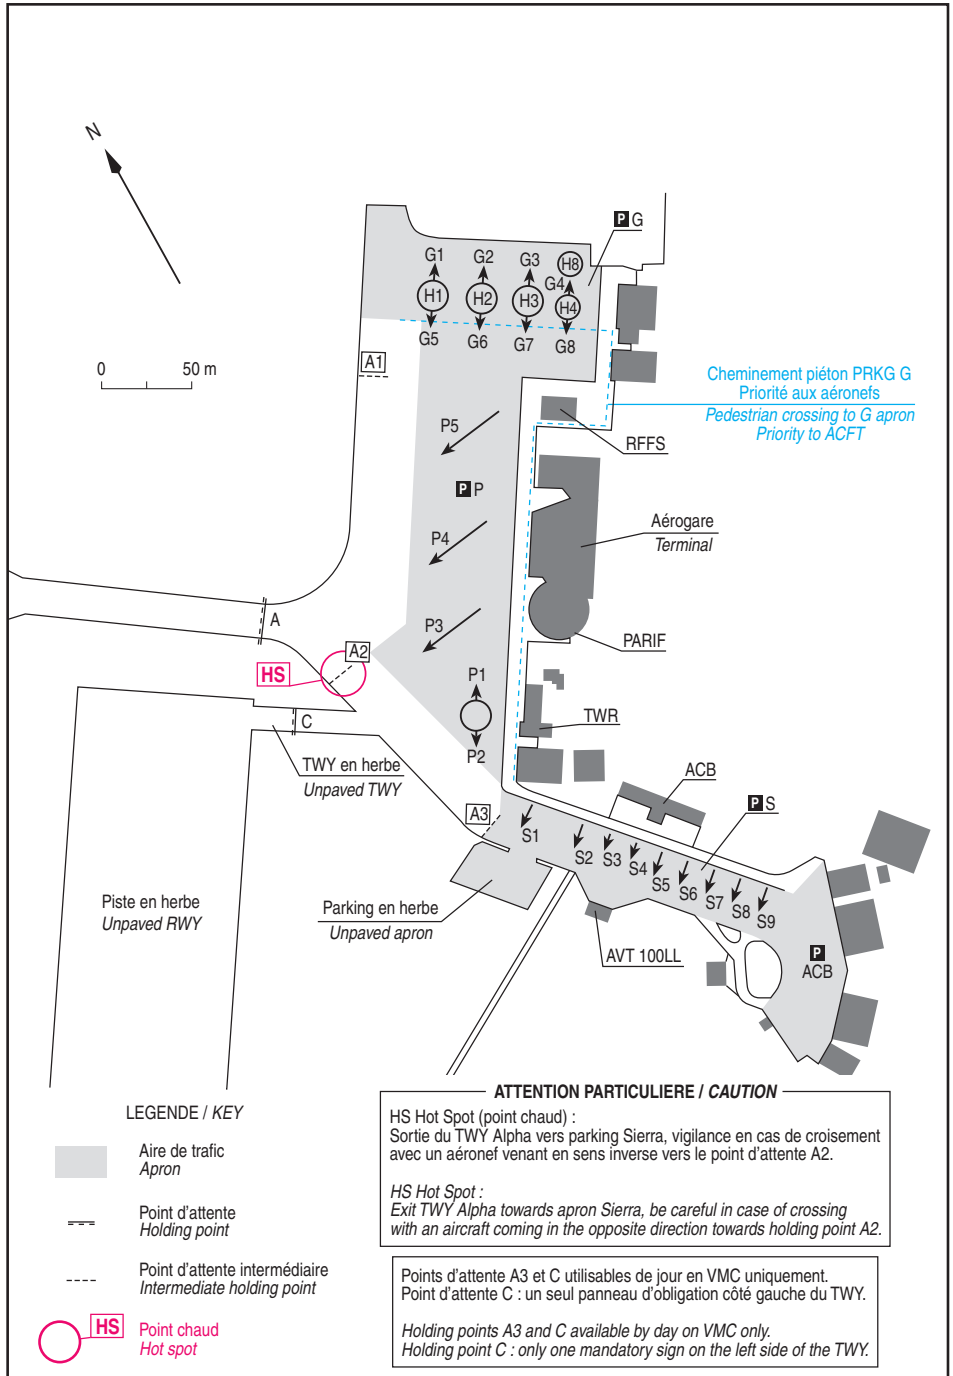 N
P G
G1
G2
G3
H8
G4
H1
H2
H3
H4
G5
G6
G7
G8
0
50 m
A1
Cheminement piéton PRKG G
Priorité aux aéronefs
Pedestrian crossing to G apron
Priority to ACFT
P5
RFFS
P P
Aérogare
Terminal
P4
A
P3
PARIF
A2
HS
P1
C
TWR
TWY en herbe
Unpaved TWY
P2
ACB
P S
A3
S1
S2
S3
S4
S5
S6
S7
S8
S9
Piste en herbe
Unpaved RWY
Parking en herbe
Unpaved apron
AVT 100LL
P
ACB
LEGENDE / KEY
Aire de trafic
Apron
Point d'attente
Holding point
Point d'attente intermédiaire
Intermediate holding point
HS
Point chaud
Hot spot
ATTENTION PARTICULIERE / CAUTION
HS Hot Spot (point chaud) :
Sortie du TWY Alpha vers parking Sierra, vigilance en cas de croisement
avec un aéronef venant en sens inverse vers le point d'attente A2.
HS Hot Spot :
Exit TWY Alpha towards apron Sierra, be careful in case of crossing
with an aircraft coming in the opposite direction towards holding point A2.
Points d'attente A3 et C utilisables de jour en VMC uniquement.
Point d'attente C : un seul panneau d'obligation côté gauche du TWY.
Holding points A3 and C available by day on VMC only.
Holding point C : only one mandatory sign on the left side of the TWY.